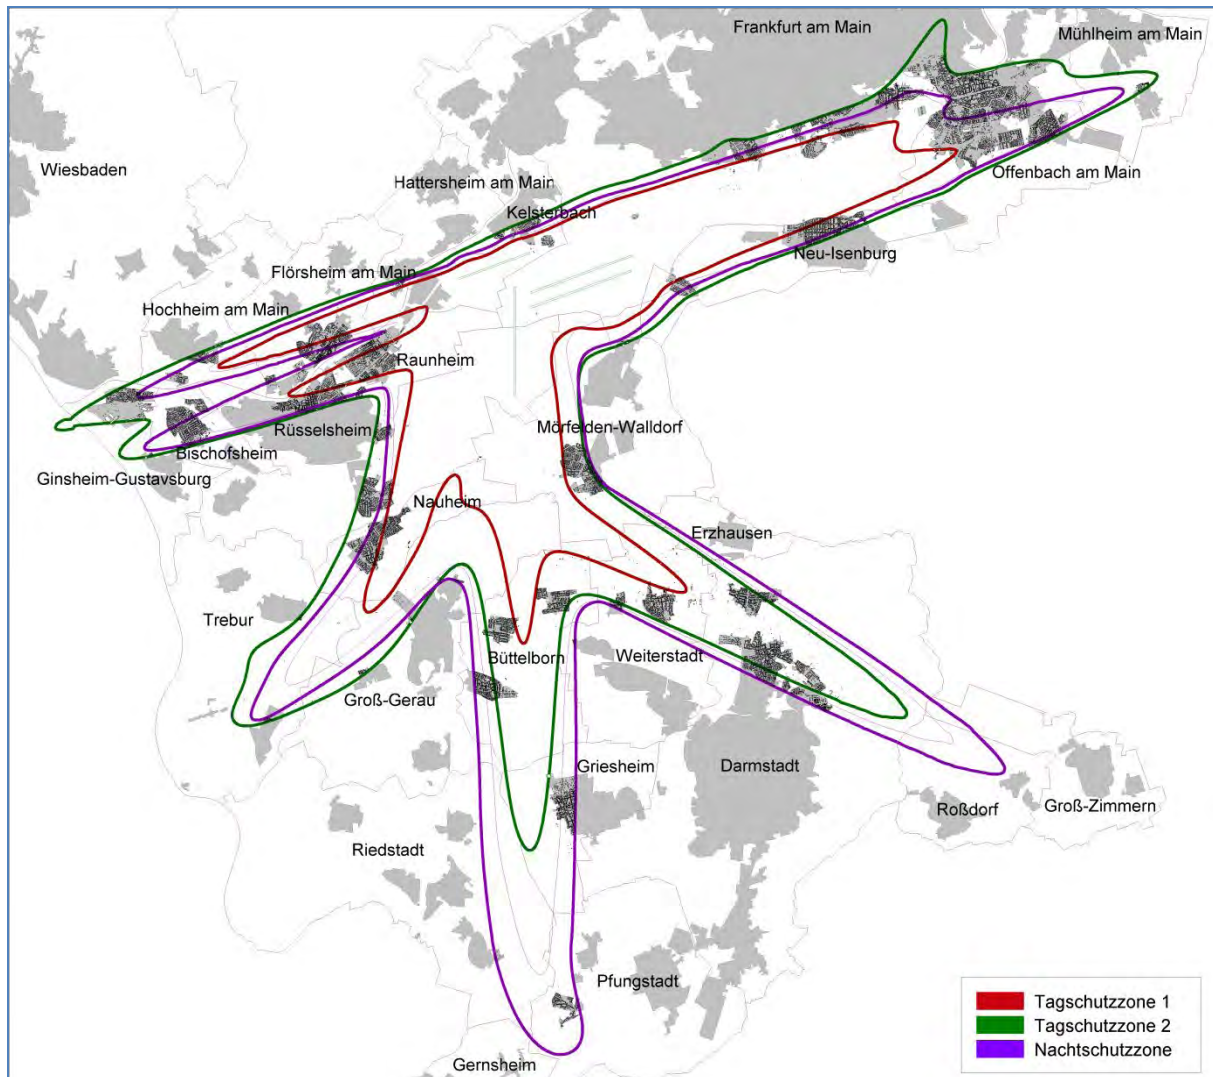 Frankfurt am Main
Mühlheim am Main
Wiesbaden
Hattersheim am Main
Offenbach am Main
Kelsterbach
Neu-Isenburg
Flörsheim am Main
Hochheim am Main
Raunheim
Rüsselsheim
Mörfelden-Walldorf
Bischofsheim
Ginsheim-Gustavsburg
Nauheim
Erzhausen
Trebur
Büttelborn
Weiterstadt
Groß-Gerau
Griesheim
Darmstadt
Roßdorf
Groß-Zimmern
Riedstadt
Pfungstadt
Gernsheim
Tagschutzzone 1
Tagschutzzone 2
Nachtschutzzone